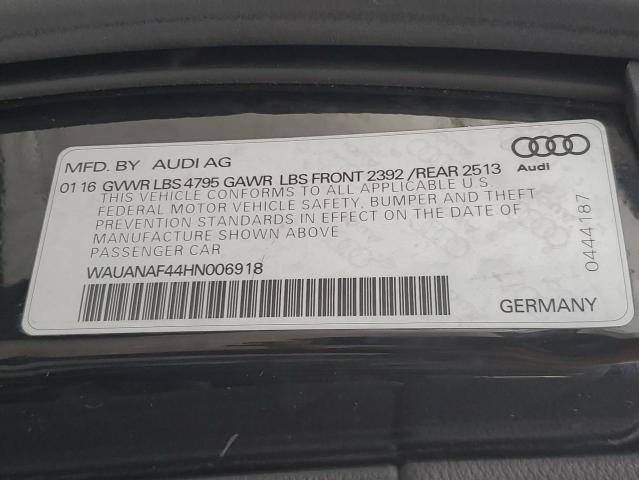 MFD. BY AUDI AG
01 16 GVWR LBS 4795 GAWR LBS FRONT 2392 /REAR 2513
THIS VEHICLE CONFORMS TO ALL APPLICABLE U.S.
FEDERAL MOTOR VEHICLE SAFETY, BUMPER AND THEFT
PREVENTION STANDARDS IN EFFECT ON THE DATE OF
MANUFACTURE SHOWN ABOVE
PASSENGER CAR
WAUANAF44HN006918
GERMANY
Audi
0444187